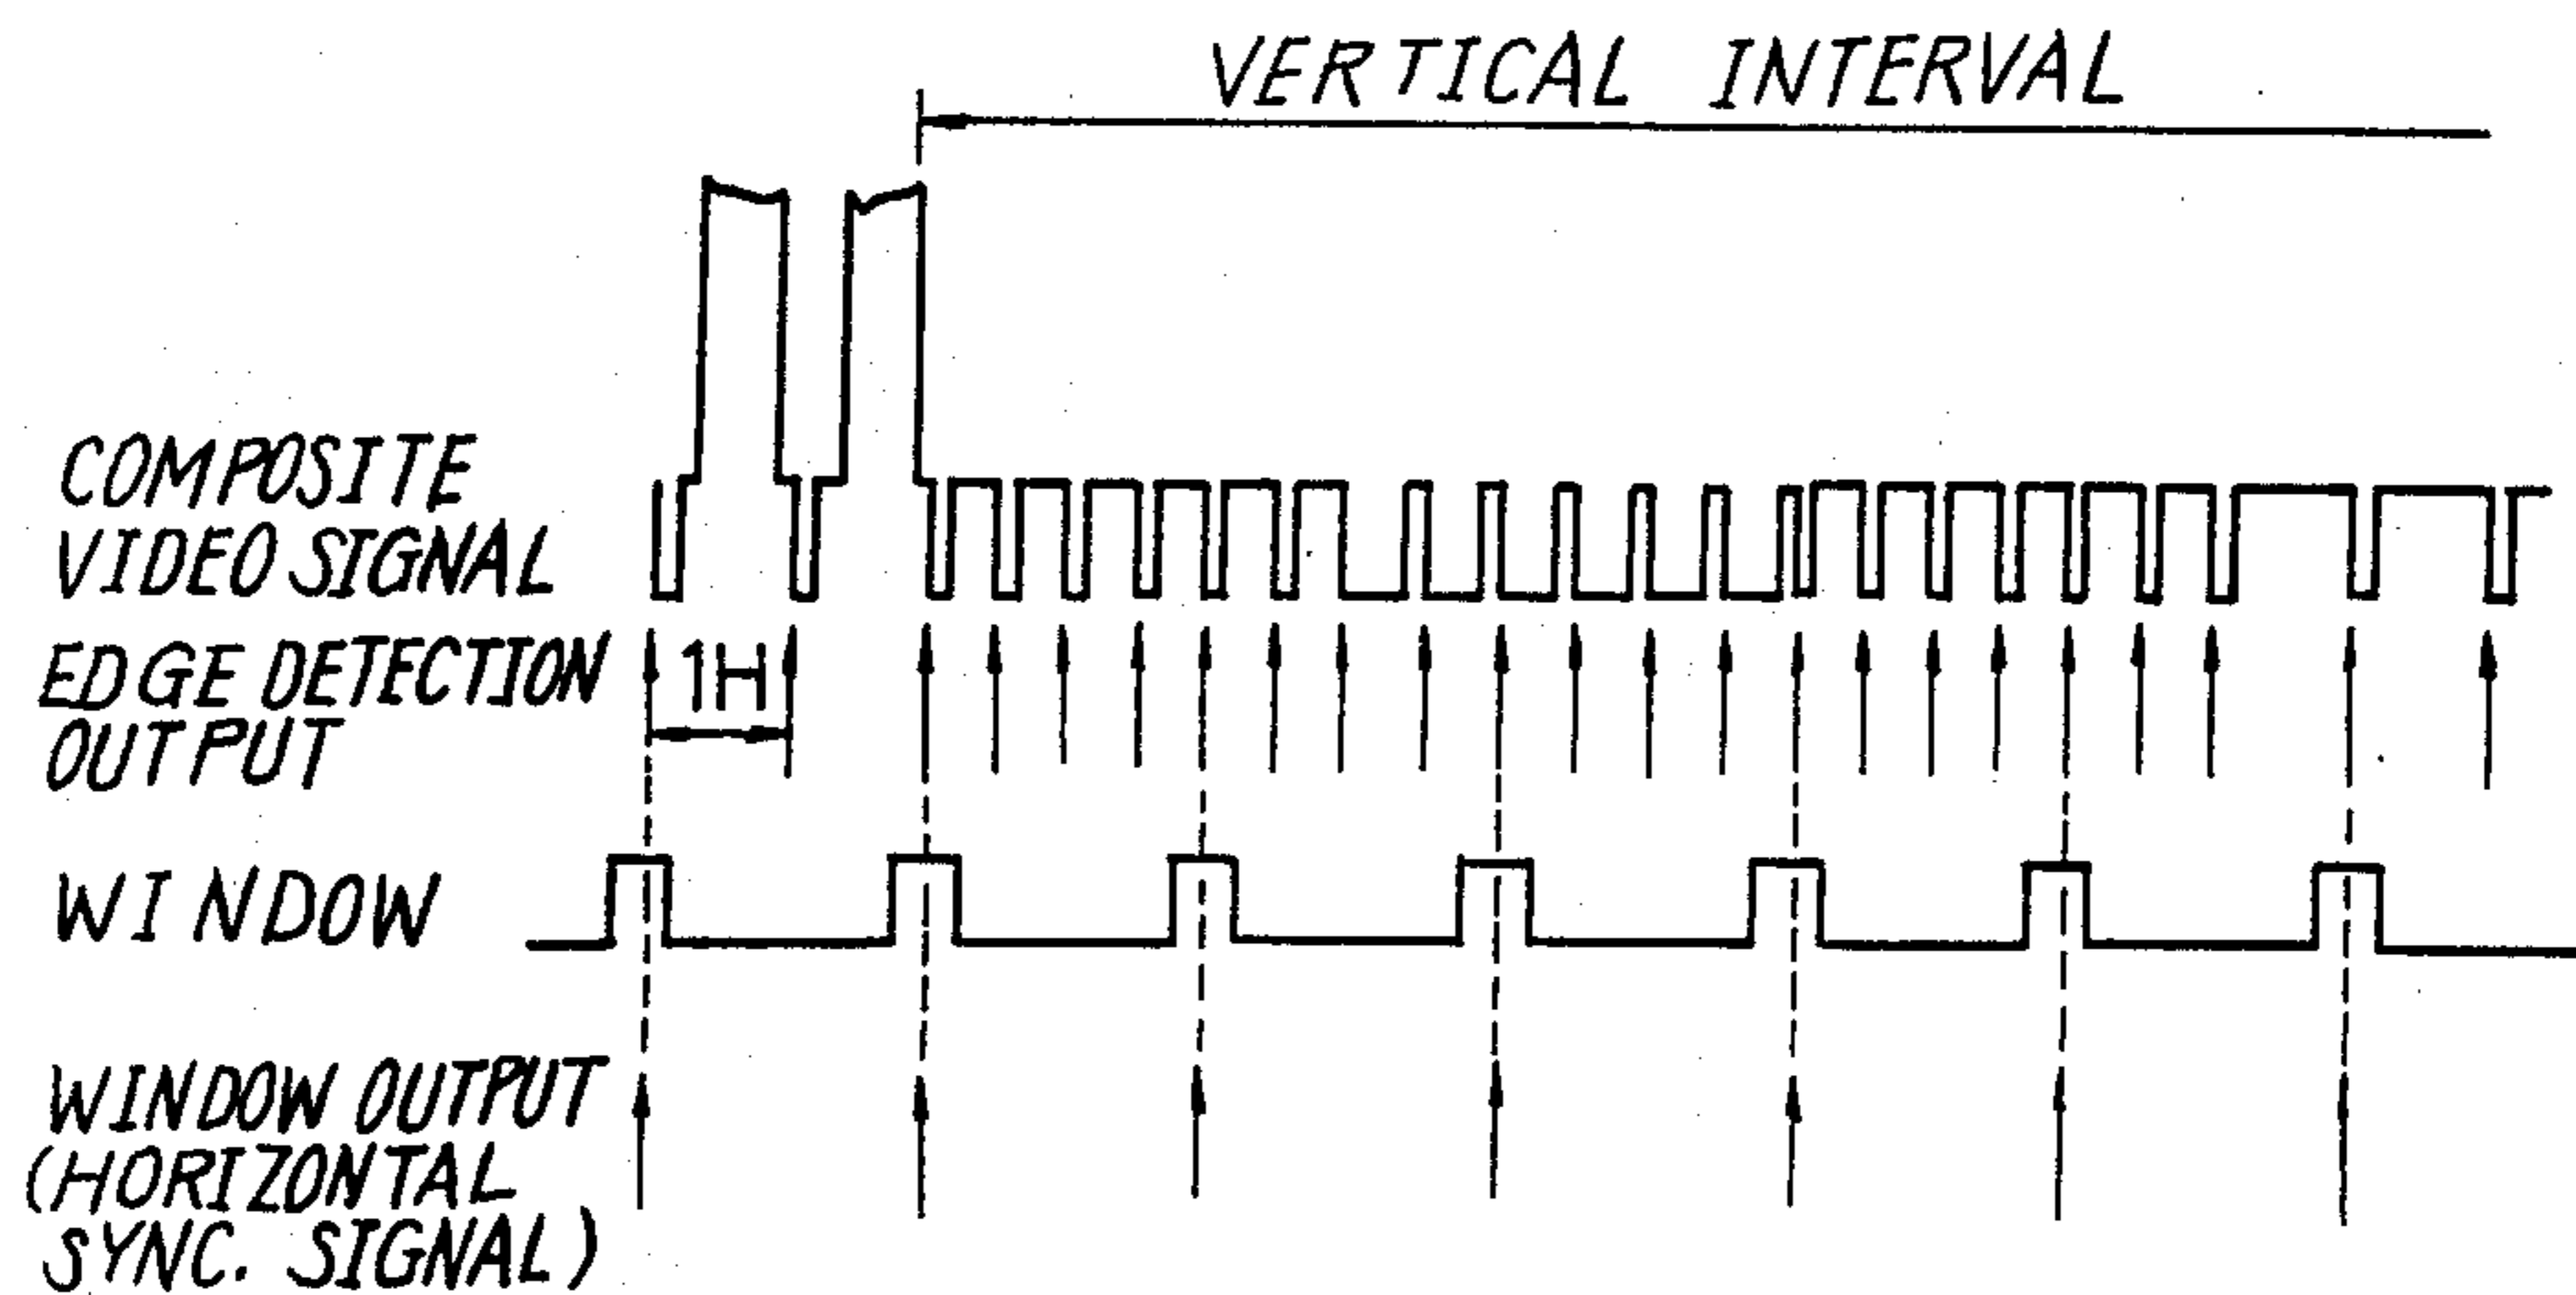 VERTICAL INTERVAL
COMPOSITE
VIDEO SIGNAL
EDGE DETECTION
OUTPUT
1H
WINDOW
WINDOW OUTPUT
(HORIZONTAL
SYNC. SIGNAL)